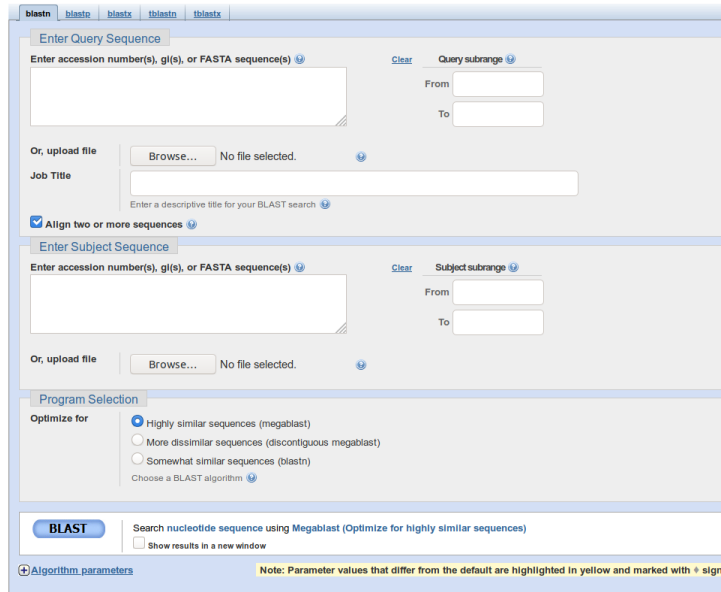 blastn blastp blastx tblastn tblastx
Enter Query Sequence
Enter accession number(s), gi(s), or FASTA sequence(s) Clear Query subrange
From
To
Or, upload file Browse... No file selected.
Job Title
Enter a descriptive title for your BLAST search
Align two or more sequences
Enter Subject Sequence
Enter accession number(s), gi(s), or FASTA sequence(s) Clear Subject subrange
From
To
Or, upload file Browse... No file selected.
Program Selection
Optimize for Highly similar sequences (megablast)
More dissimilar sequences (discontiguous megablast)
Somewhat similar sequences (blastn)
Choose a BLAST algorithm
BLAST Search nucleotide sequence using Megablast (Optimize for highly similar sequences)
Show results in a new window
Algorithm parameters Note: Parameter values that differ from the default are highlighted in yellow and marked with ♦ sign